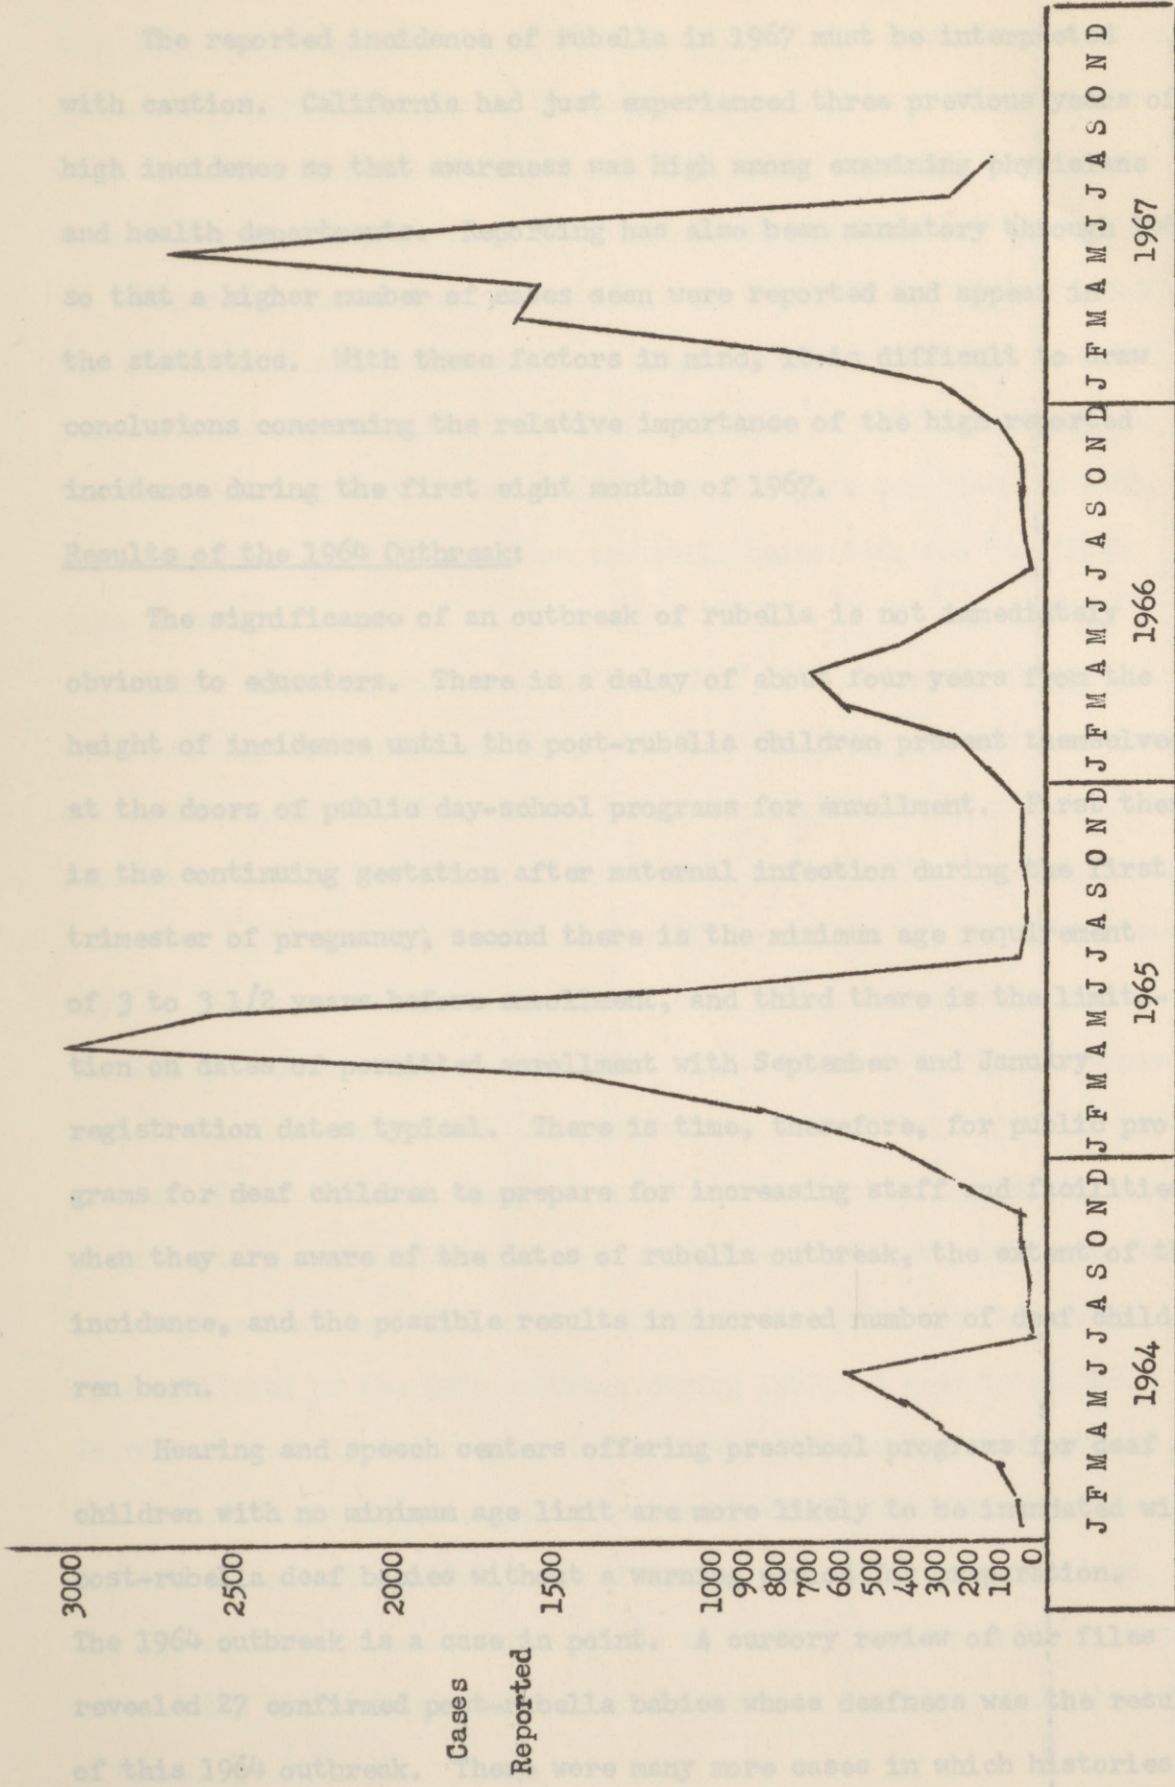 The reported incidence of rubella in 1967 must be interpreted
with caution. California had just experienced three previous years of
high incidence so that awareness was high among examining physicians
and health departments. Reporting has also been mandatory through
so that a higher number of cases seen were reported and appear in
the statistics. With these factors in mind, it is difficult to draw
conclusions concerning the relative importance of the high reported
incidence during the first eight months of 1967.
Results of the 1964 Outbreak:
The significance of an outbreak of rubella is not immediately
obvious to educators. There is a delay of about four years from the
height of incidence until the post-rubella children present themselve
at the doors of public day-school programs for enrollment. First the
is the continuing gestation after maternal infection during the first
trimester of pregnancy, second there is the minimum age requirement
of 3 to 3 1/2 years before enrollment, and third there is the limita-
tion on dates of permitted enrollment with September and January
registration dates typical. There is time, therefore, for public pro
grams for deaf children to prepare for increasing staff and facilitie
when they are aware of the dates of rubella outbreak, the extent of t
incidence, and the possible results in increased number of deaf child
ren born.
Hearing and speech centers offering preschool programs for deaf
children with no minimum age limit are more likely to be inundated wi
post-rubella deaf babies without a warning
The 1964 outbreak is a case in point. A cursory review of our files
revealed 27 confirmed post-rubella babies whose deafness was the resu
of this 1964 outbreak. There were many more cases in which histories
Cases
Reported
3000
2500
2000
1500
1000
900
800
700
600
500
400
300
200
100
0
J F M A M J J A S O N D J F M A M J J A S O N D J F M A M J J A S O N D J F M A M J J A S O N D
1964 1965 1966 1967